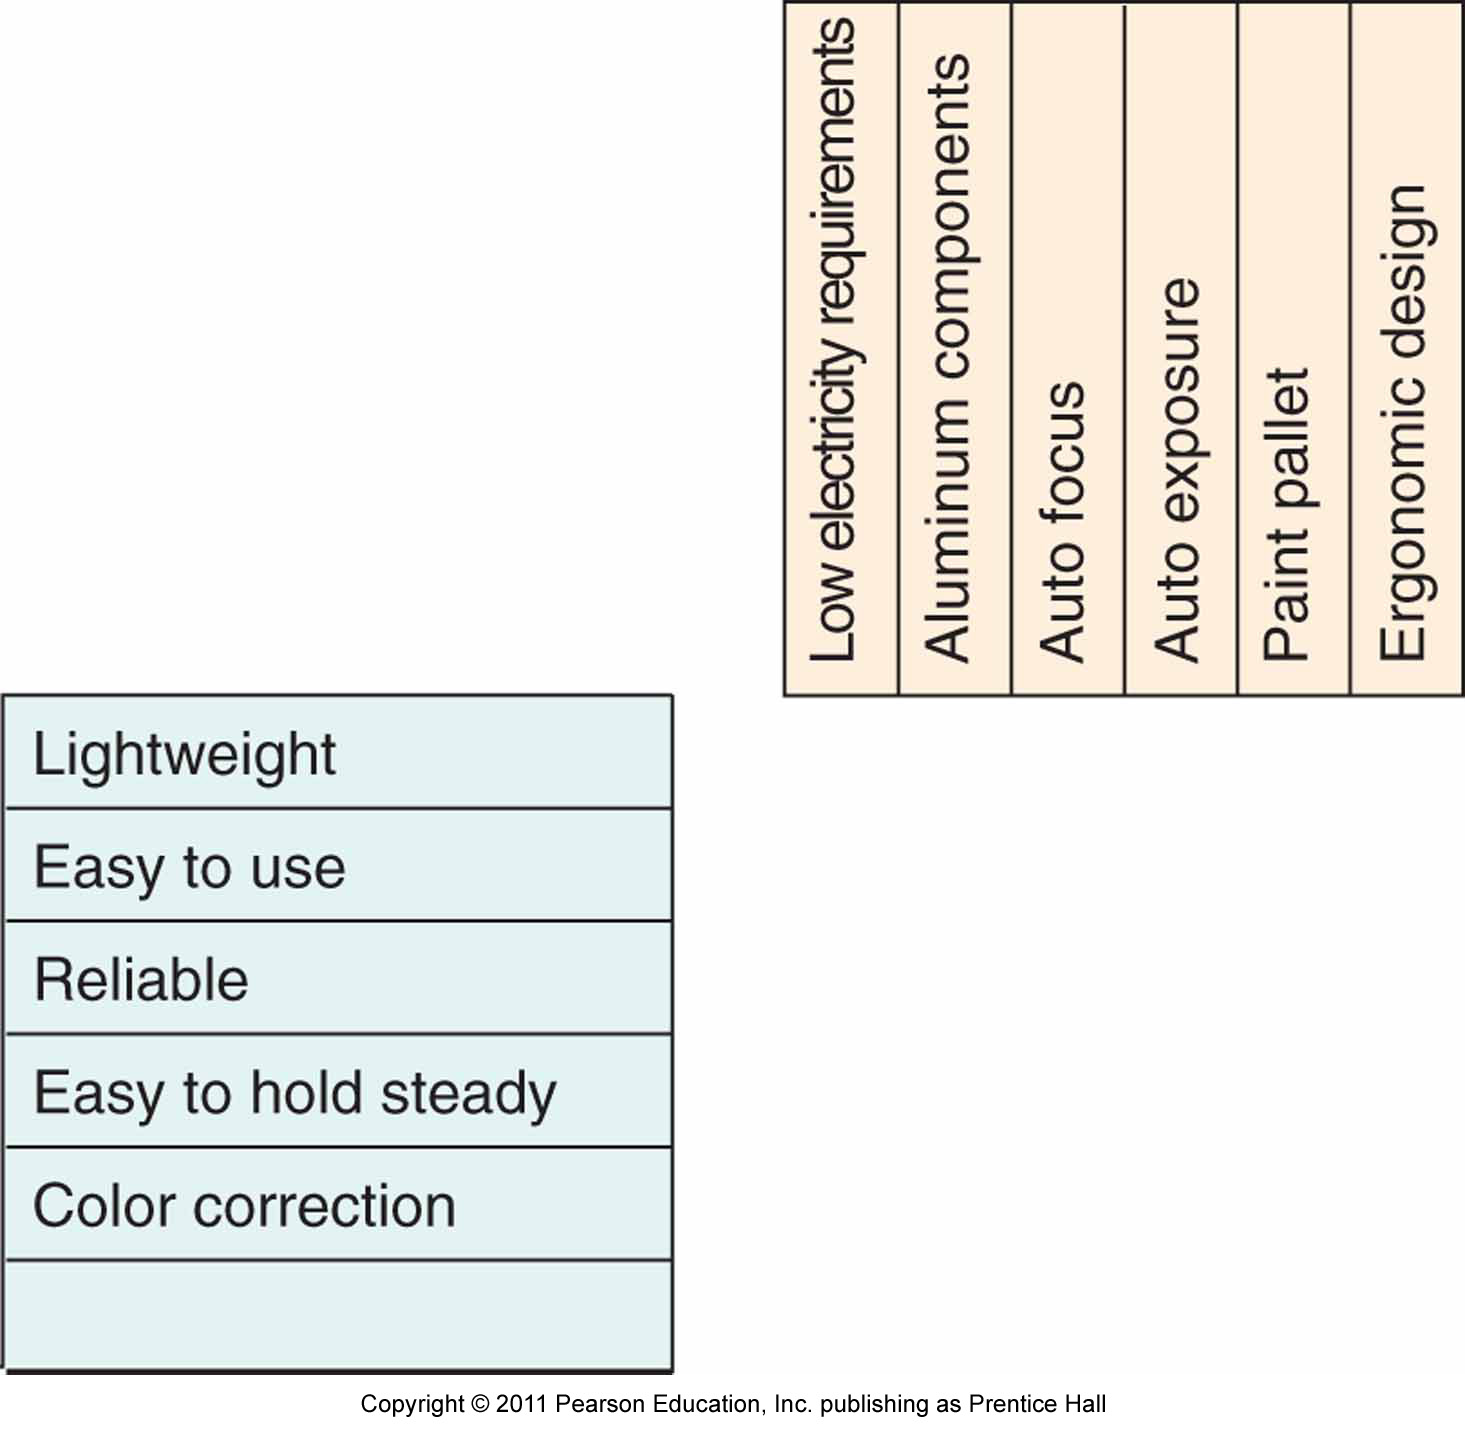 Low electricity requirements
Aluminum components
Auto focus
Auto exposure
Paint pallet
Ergonomic design
Lightweight
Easy to use
Reliable
Easy to hold steady
Color correction
Copyright © 2011 Pearson Education, Inc. publishing as Prentice Hall